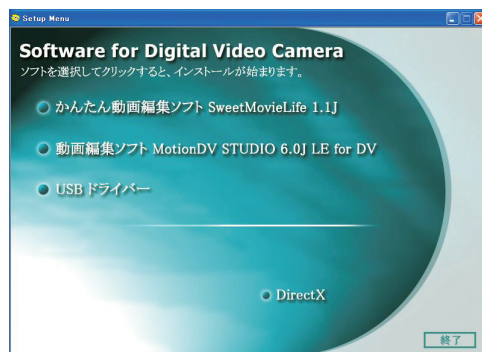 Setup Menu
Software for Digital Video Camera
ソフトを選択してクリックすると、インストールが始まります。
かんたん動画編集ソフト SweetMovieLife 1.1J
動画編集ソフト MotionDV STUDIO 6.0J LE for DV
USB ドライバー
DirectX
終了